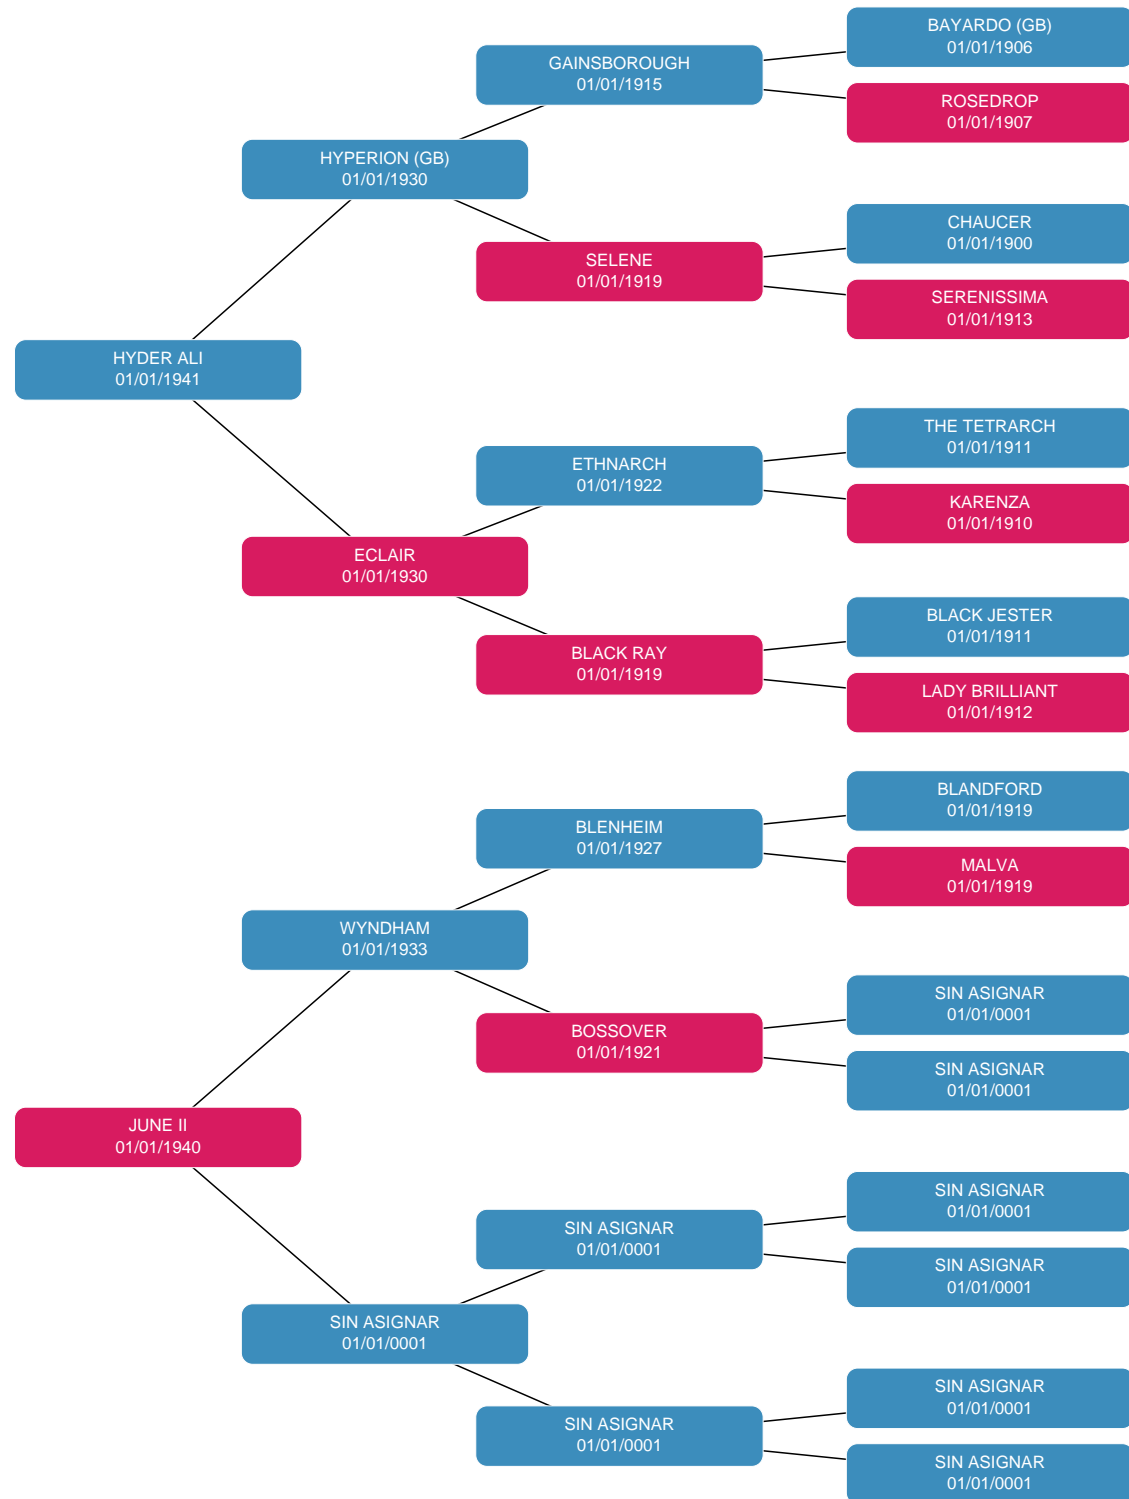 BAYARDO (GB)
01/01/1906
GAINSBOROUGH
01/01/1915
ROSEDROP
01/01/1907
HYPERION (GB)
01/01/1930
CHAUCER
01/01/1900
SELENE
01/01/1919
SERENISSIMA
01/01/1913
HYDER ALI
01/01/1941
THE TETRARCH
01/01/1911
ETHNARCH
01/01/1922
KARENZA
01/01/1910
ECLAIR
01/01/1930
BLACK JESTER
01/01/1911
BLACK RAY
01/01/1919
LADY BRILLIANT
01/01/1912
BLANDFORD
01/01/1919
BLENHEIM
01/01/1927
MALVA
01/01/1919
WYNDHAM
01/01/1933
SIN ASIGNAR
01/01/0001
BOSSOVER
01/01/1921
SIN ASIGNAR
01/01/0001
JUNE II
01/01/1940
SIN ASIGNAR
01/01/0001
SIN ASIGNAR
01/01/0001
SIN ASIGNAR
01/01/0001
SIN ASIGNAR
01/01/0001
SIN ASIGNAR
01/01/0001
SIN ASIGNAR
01/01/0001
SIN ASIGNAR
01/01/0001